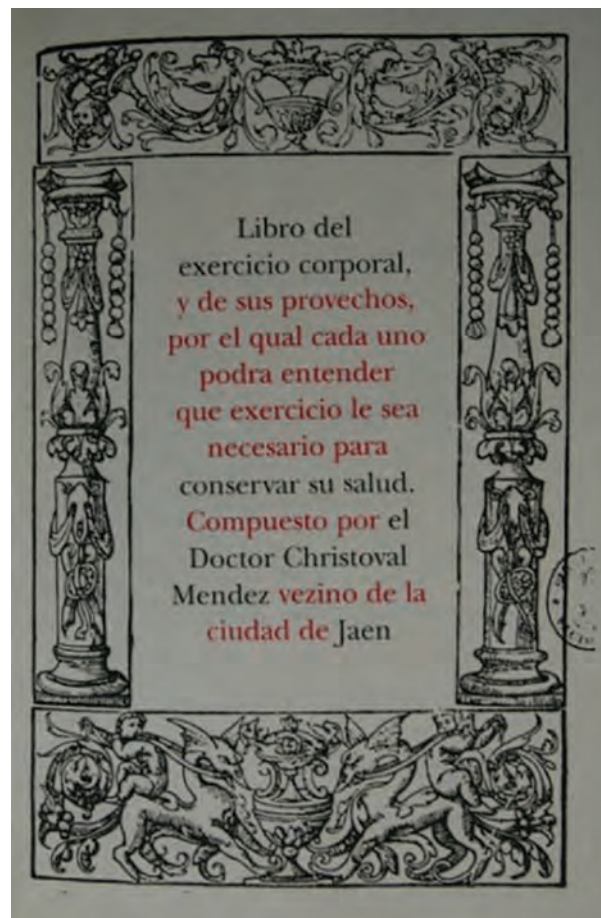 Libro del
exercicio corporal,
y de sus provechos,
por el qual cada uno
podra entender
que exercicio le sea
necesario para
conservar su salud.
Compuesto por el
Doctor Christoval
Mendez vezino de la
ciudad de Jaen